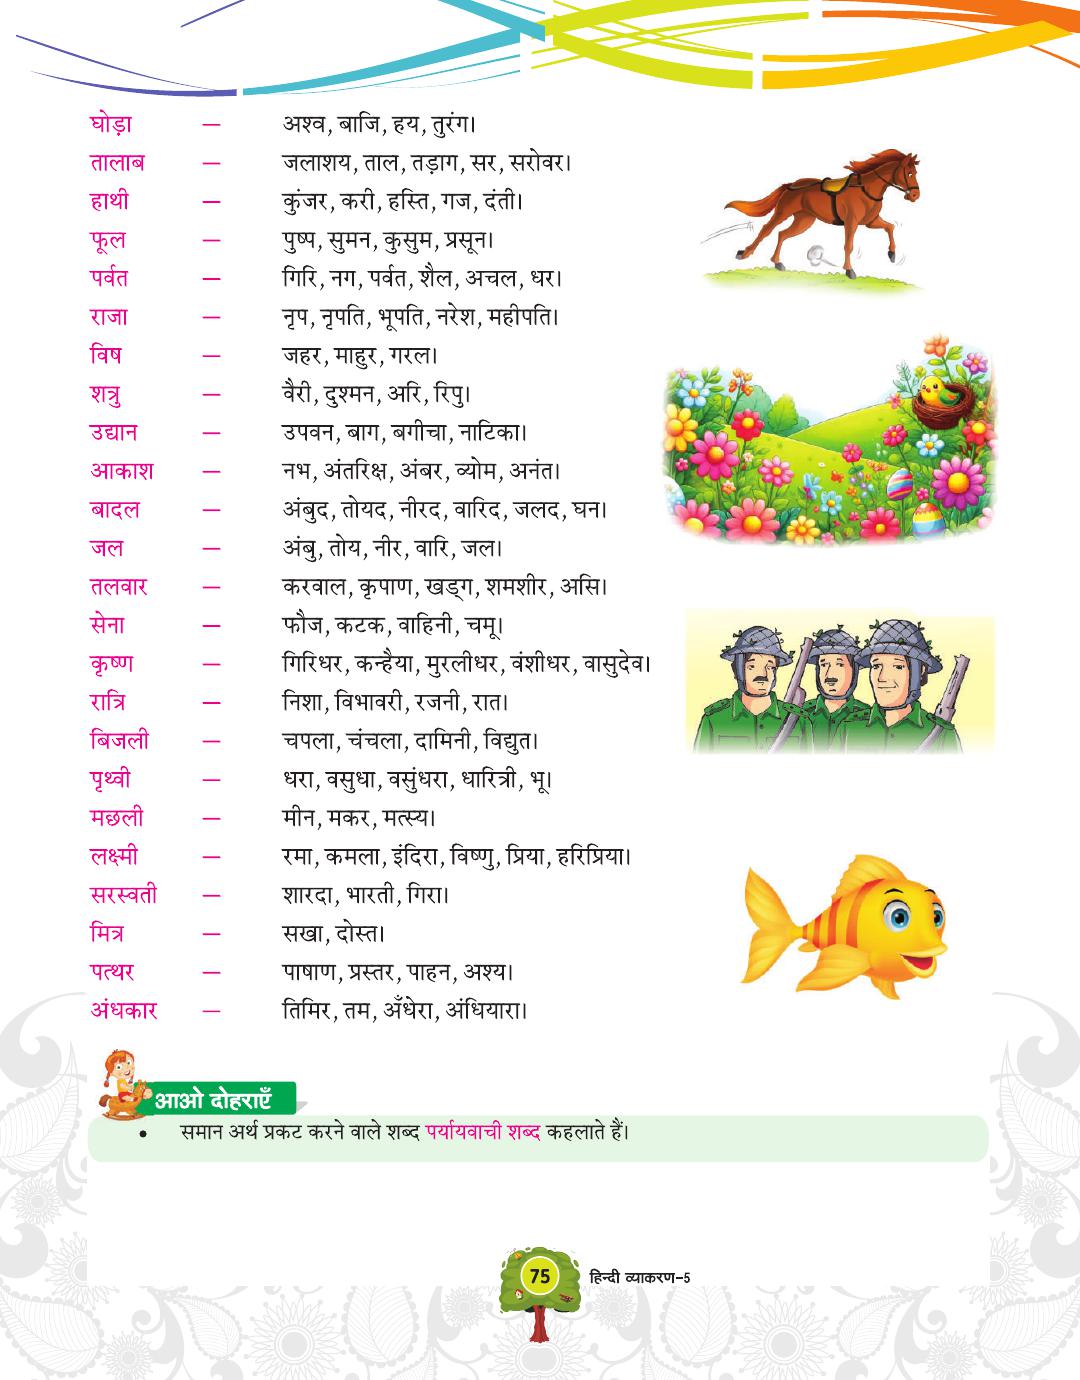 घोड़ा — अश्व, बाजि, हय, तुरंग।
तालाब — जलाशय, ताल, तड़ाग, सर, सरोवर।
हाथी — कुंजर, करी, हस्ति, गज, दंती।
फूल — पुष्प, सुमन, कुसुम, प्रसून।
पर्वत — गिरि, नग, पर्वत, शैल, अचल, धर।
राजा — नृप, नृपति, भूपति, नरेश, महीपति।
विष — जहर, माहुर, गरल।
शत्रु — वैरी, दुश्मन, अरि, रिपु।
उद्यान — उपवन, बाग, बगीचा, नाटिका।
आकाश — नभ, अंतरिक्ष, अंबर, व्योम, अनंत।
बादल — अंबुद, तोयद, नीरद, वारिद, जलद, घन।
जल — अंबु, तोय, नीर, वारि, जल।
तलवार — करवाल, कृपाण, खड्ग, शमशीर, असि।
सेना — फौज, कटक, वाहिनी, चमू।
कृष्ण — गिरिधर, कन्हैया, मुरलीधर, वंशीधर, वासुदेव।
रात्रि — निशा, विभावरी, रजनी, रात।
बिजली — चपला, चंचला, दामिनी, विद्युत।
पृथ्वी — धरा, वसुधा, वसुंधरा, धारित्री, भू।
मछली — मीन, मकर, मत्स्य।
लक्ष्मी — रमा, कमला, इंदिरा, विष्णु, प्रिया, हरिप्रिया।
सरस्वती — शारदा, भारती, गिरा।
मित्र — सखा, दोस्त।
पत्थर — पाषाण, प्रस्तर, पाहन, अश्य।
अंधकार — तिमिर, तम, अँधेरा, अंधियारा।
आओ दोहराएँ
• समान अर्थ प्रकट करने वाले शब्द पर्यायवाची शब्द कहलाते हैं।
75 हिन्दी व्याकरण-5